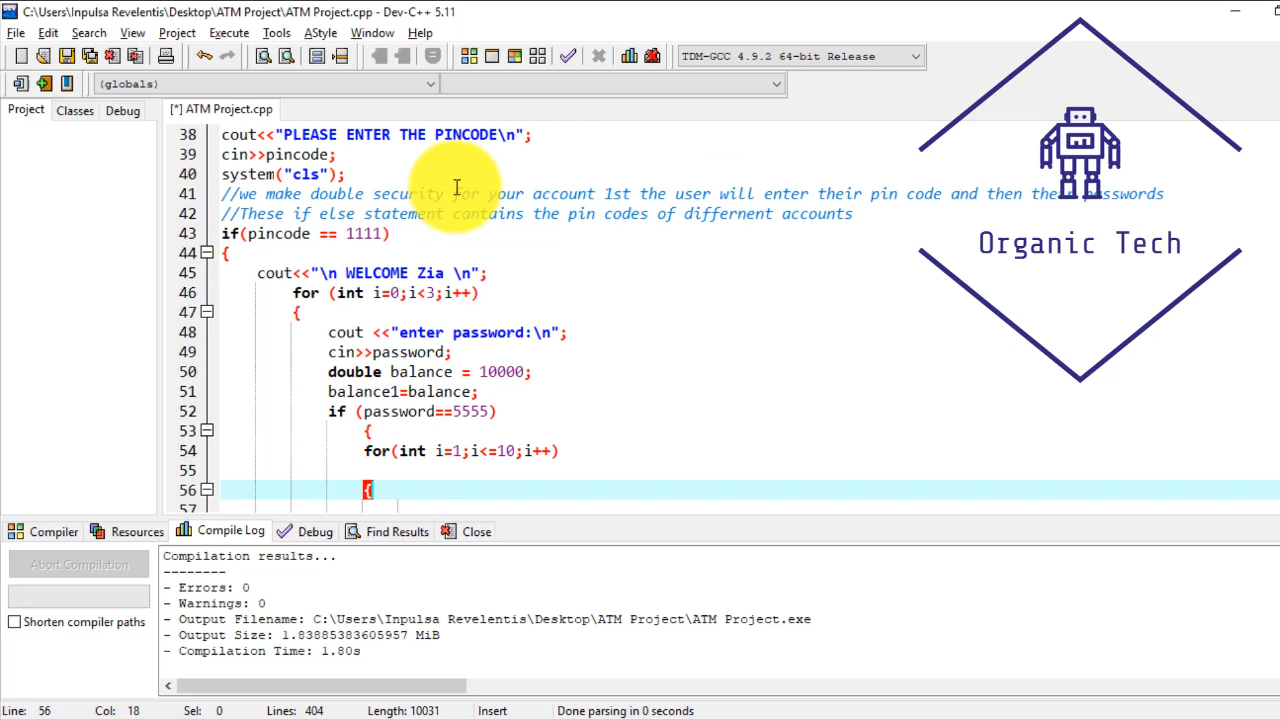 C:\Users\Inpulsa Revelentis\Desktop\ATM Project\ATM Project.cpp - Dev-C++ 5.11
File Edit Search View Project Execute Tools AStyle Window Help
TDM-GCC 4.9.2 64-bit Release
(globals)
Project Classes Debug [*] ATM Project.cpp
38 cout<<"PLEASE ENTER THE PINCODE\n";
39 cin>>pincode;
40 system("cls");
41 //we make double security for your account 1st the user will enter their pin code and then their passwords
42 //These if else statement cantains the pin codes of differnent accounts
43 if(pincode == 1111)
44 {
45 cout<<"\n WELCOME Zia \n";
46 for (int i=0;i<3;i++)
47 {
48 cout <<"enter password:\n";
49 cin>>password;
50 double balance = 10000;
51 balance1=balance;
52 if (password==5555)
53 {
54 for(int i=1;i<=10;i++)
55
56 {
57
Organic Tech
Compiler Resources Compile Log Debug Find Results Close
Abort Compilation
Shorten compiler paths
Compilation results...
--------
- Errors: 0
- Warnings: 0
- Output Filename: C:\Users\Inpulsa Revelentis\Desktop\ATM Project\ATM Project.exe
- Output Size: 1.83885383605957 MiB
- Compilation Time: 1.80s
Line: 56 Col: 18 Sel: 0 Lines: 404 Length: 10031 Insert Done parsing in 0 seconds